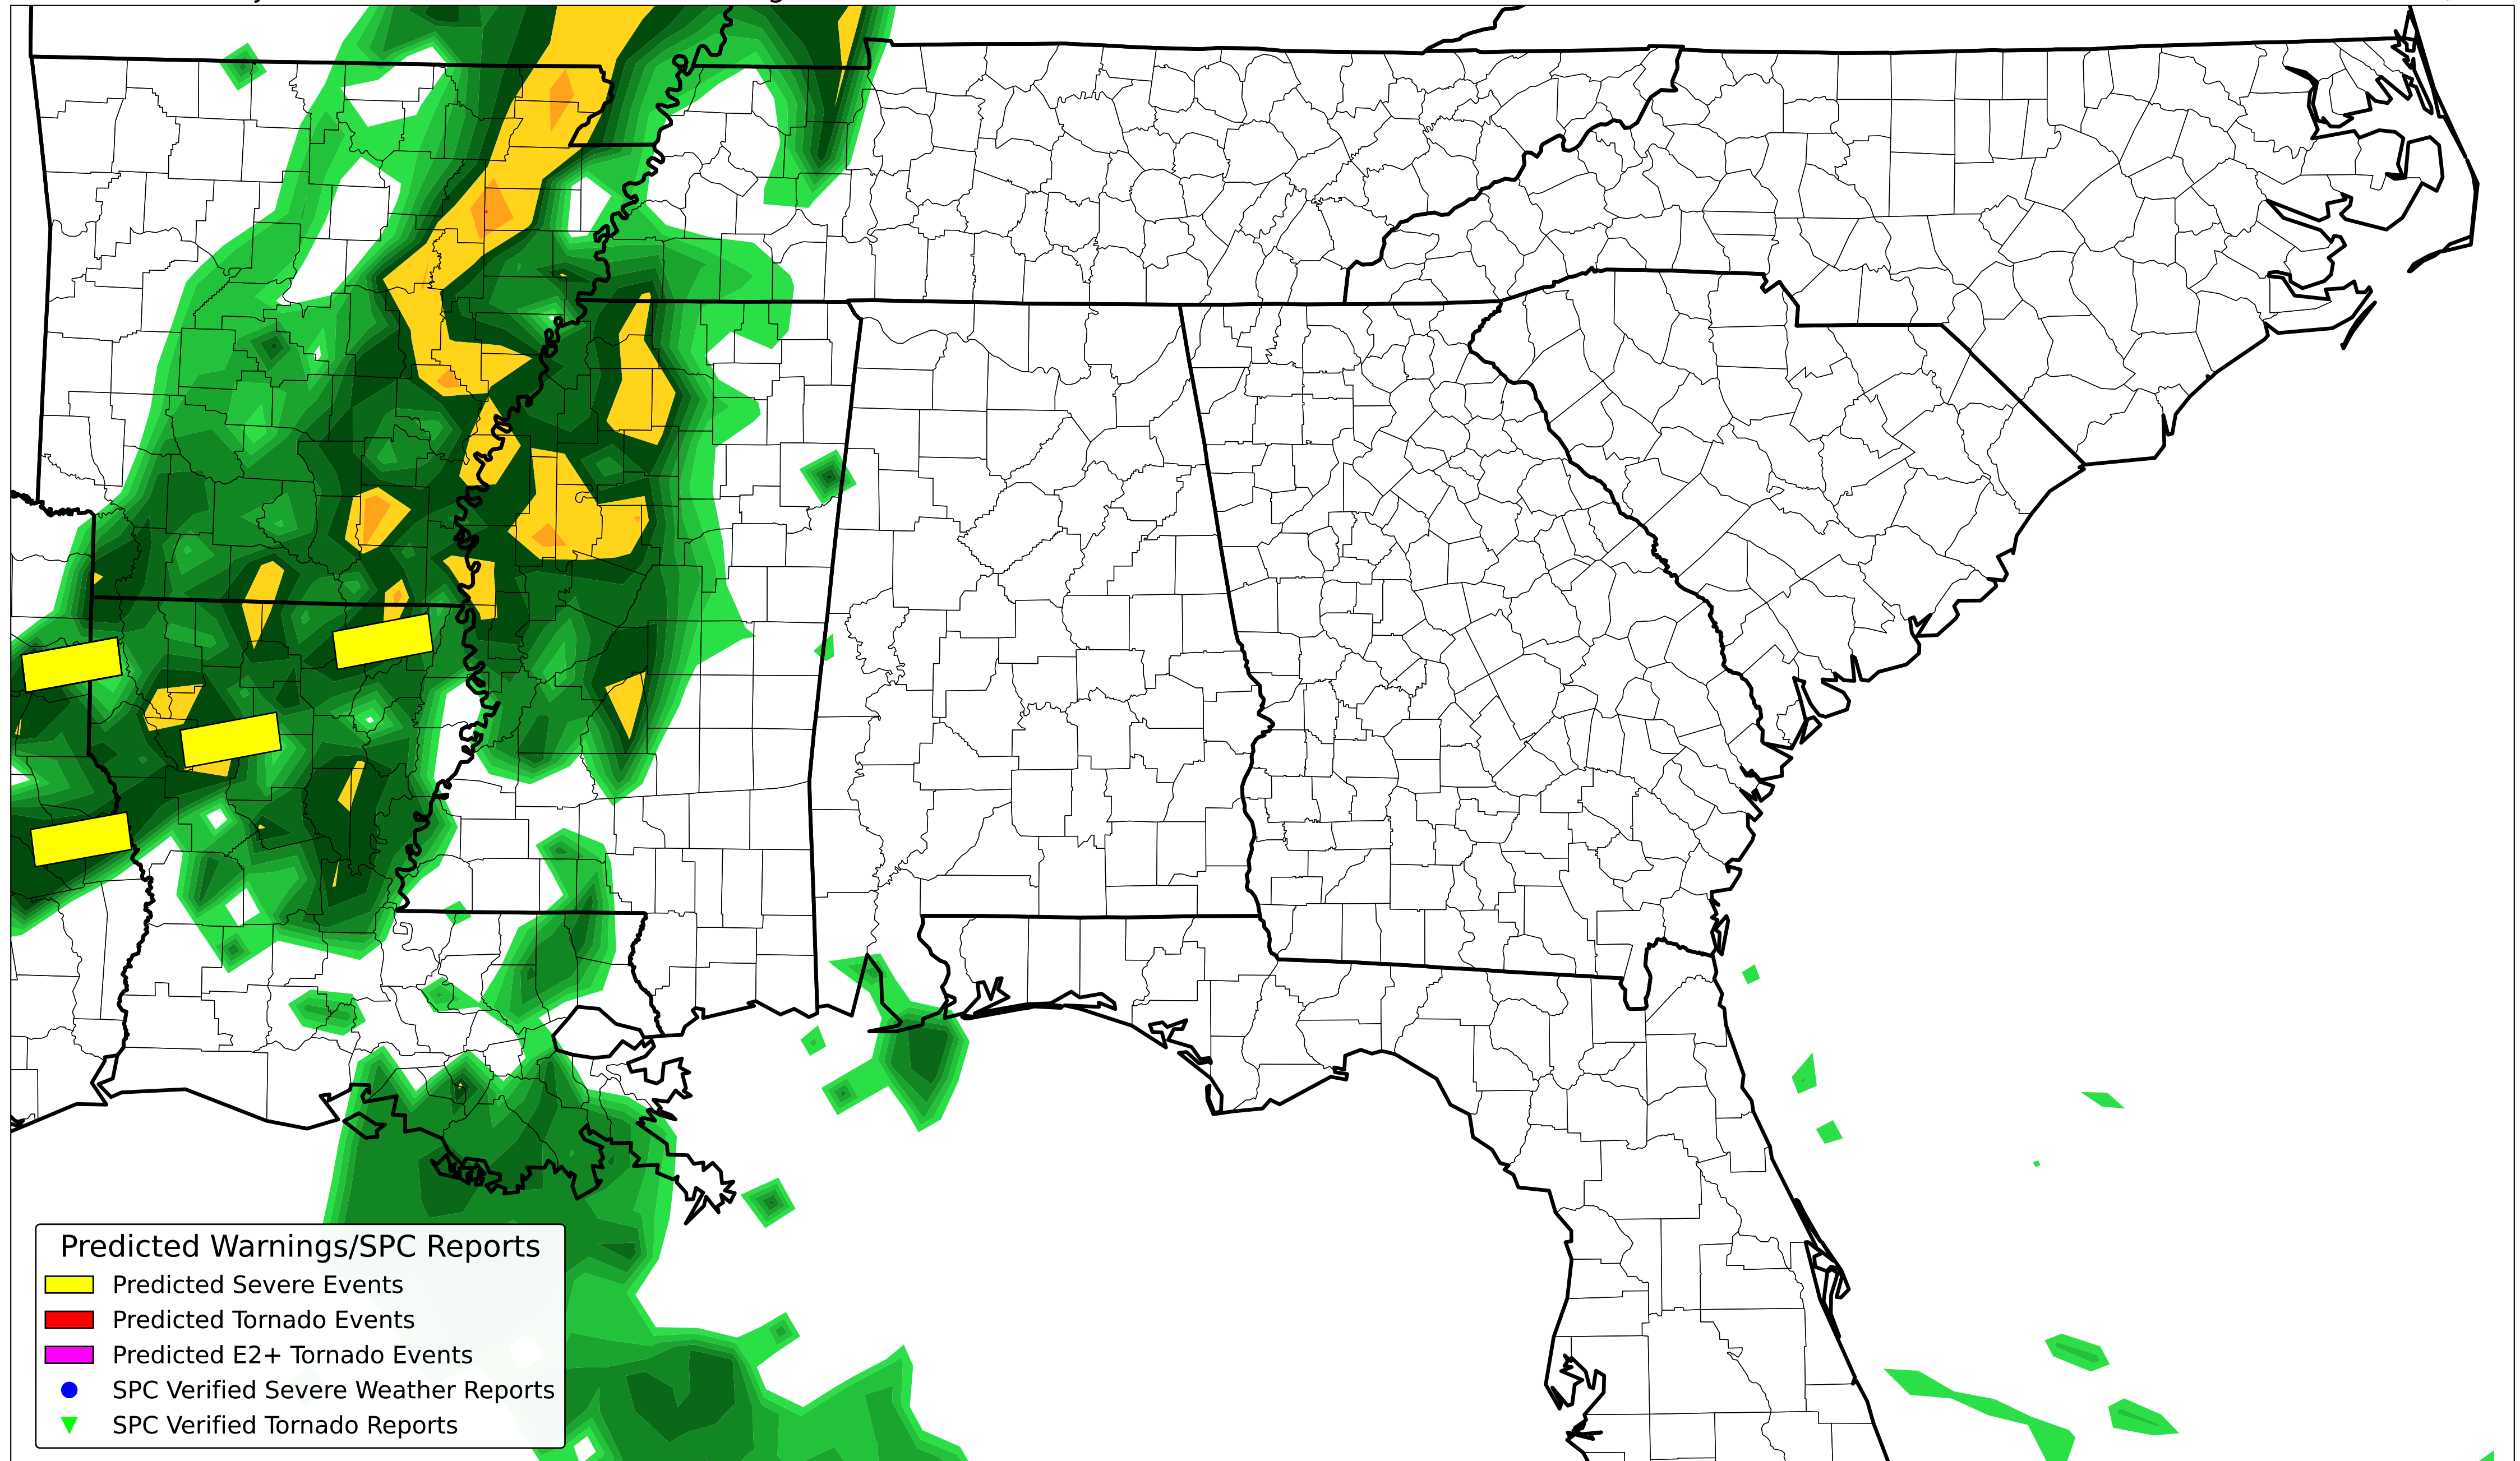 Predicted Warnings/SPC Reports
Predicted Severe Events
Predicted Tornado Events
Predicted E2+ Tornado Events
SPC Verified Severe Weather Reports
SPC Verified Tornado Reports